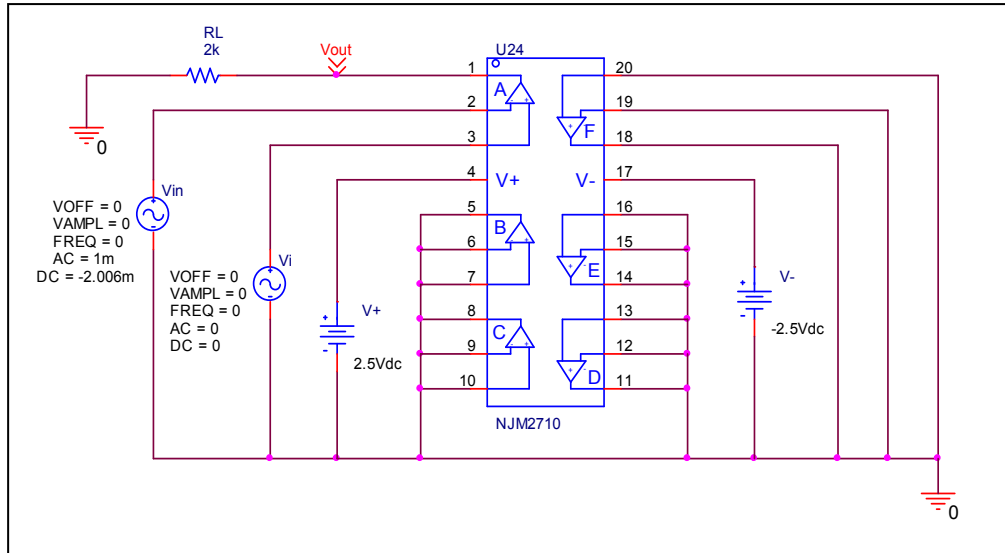 RL
2k
Vout
0
Vin
VOFF = 0
VAMPL = 0
FREQ = 0
AC = 1m
DC = -2.006m
Vi
VOFF = 0
VAMPL = 0
FREQ = 0
AC = 0
DC = 0
V+
2.5Vdc
U24
1
2
3
4
5
6
7
8
9
10
A
V+
B
C
F
V-
E
D
20
19
18
17
16
15
14
13
12
11
NJM2710
V-
-2.5Vdc
0